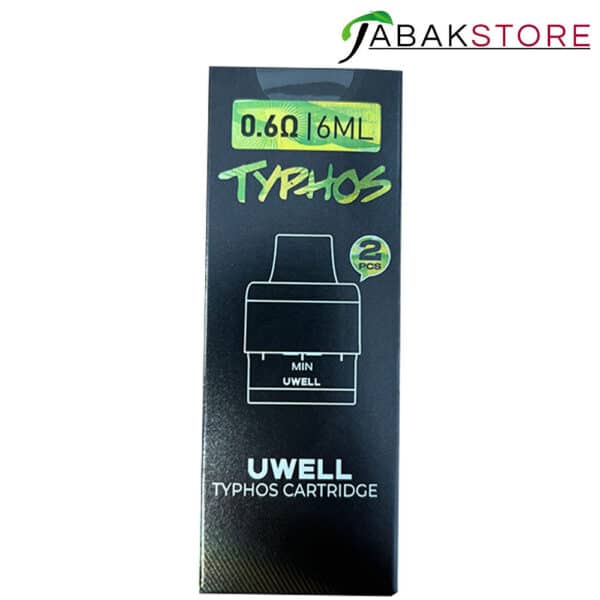 TABAKSTORE
0.6Ω | 6ML
TYPHOS
2
PCS
MIN
UWELL
UWELL
TYPHOS CARTRIDGE